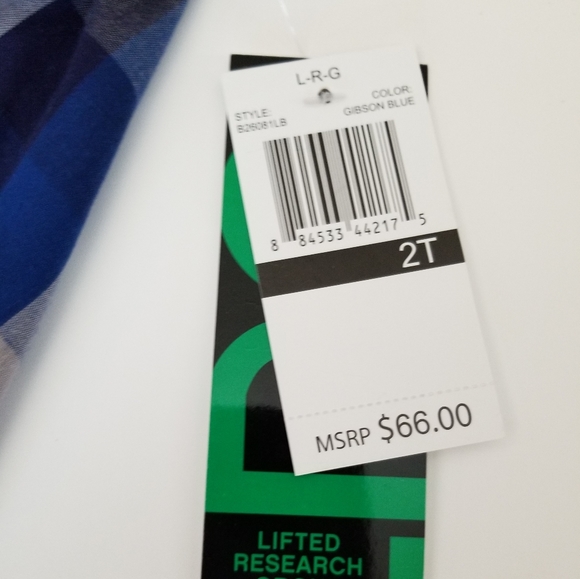 L-R-G
STYLE:
B26081LB
COLOR:
GIBSON BLUE
8 84533 44217 5
2T
MSRP $66.00
LIFTED
RESEARCH